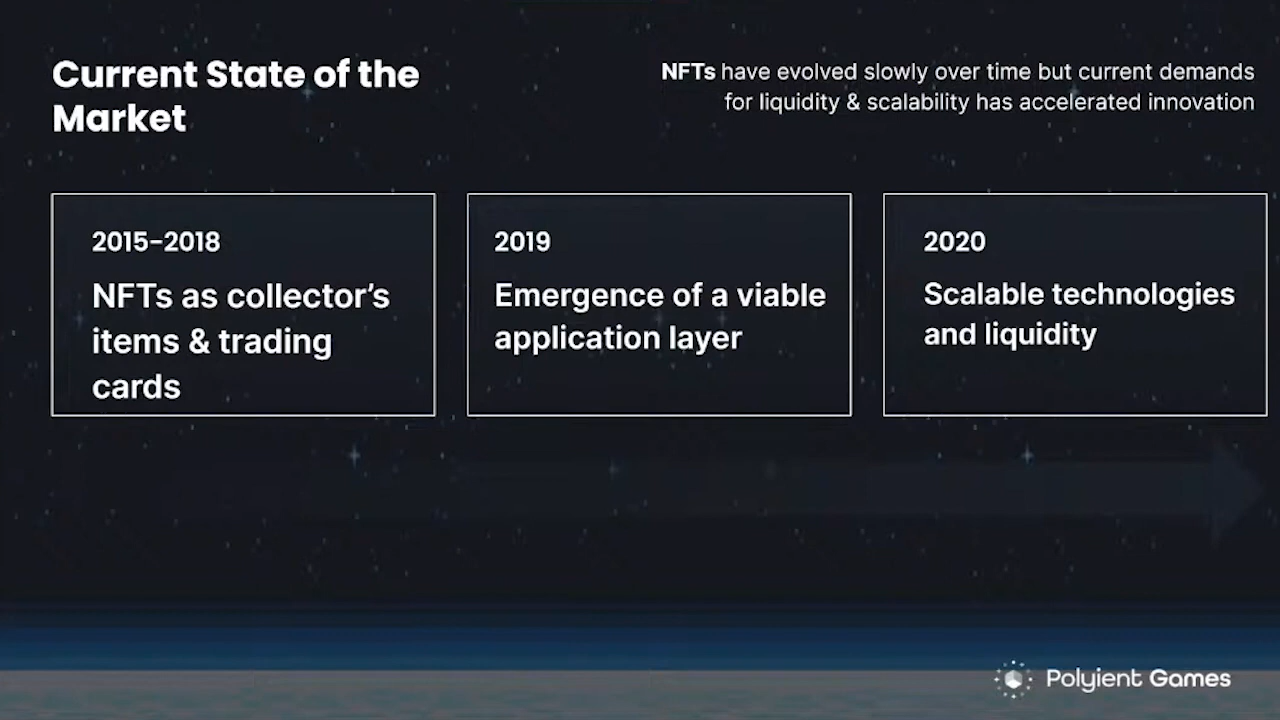 Current State of the
Market
NFTs have evolved slowly over time but current demands
for liquidity & scalability has accelerated innovation
2015-2018
NFTs as collector’s
items & trading
cards
2019
Emergence of a viable
application layer
2020
Scalable technologies
and liquidity
Polyient Games